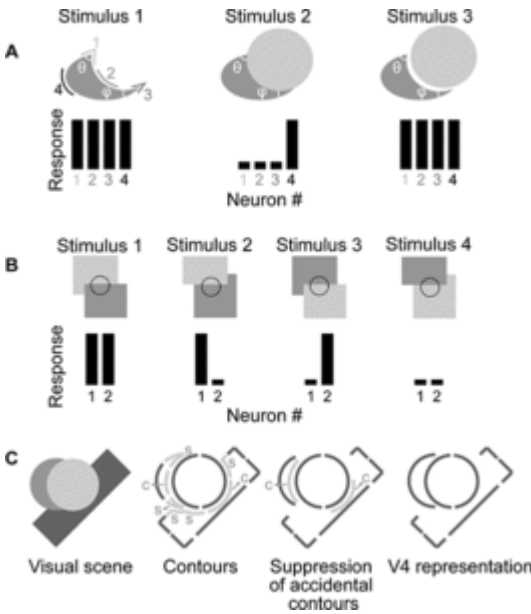 Stimulus 1 Stimulus 2 Stimulus 3
A
1
θ
2
4
φ
3
θ
φ
θ
φ
Response
1 2 3 4 1 2 3 4 1 2 3 4
Neuron #
Stimulus 1 Stimulus 2 Stimulus 3 Stimulus 4
B
Response
1 2 1 2 1 2 1 2
Neuron #
C
s
s
c
c
s
s
s
c
c
Visual scene Contours Suppression V4 representation
of accidental
contours